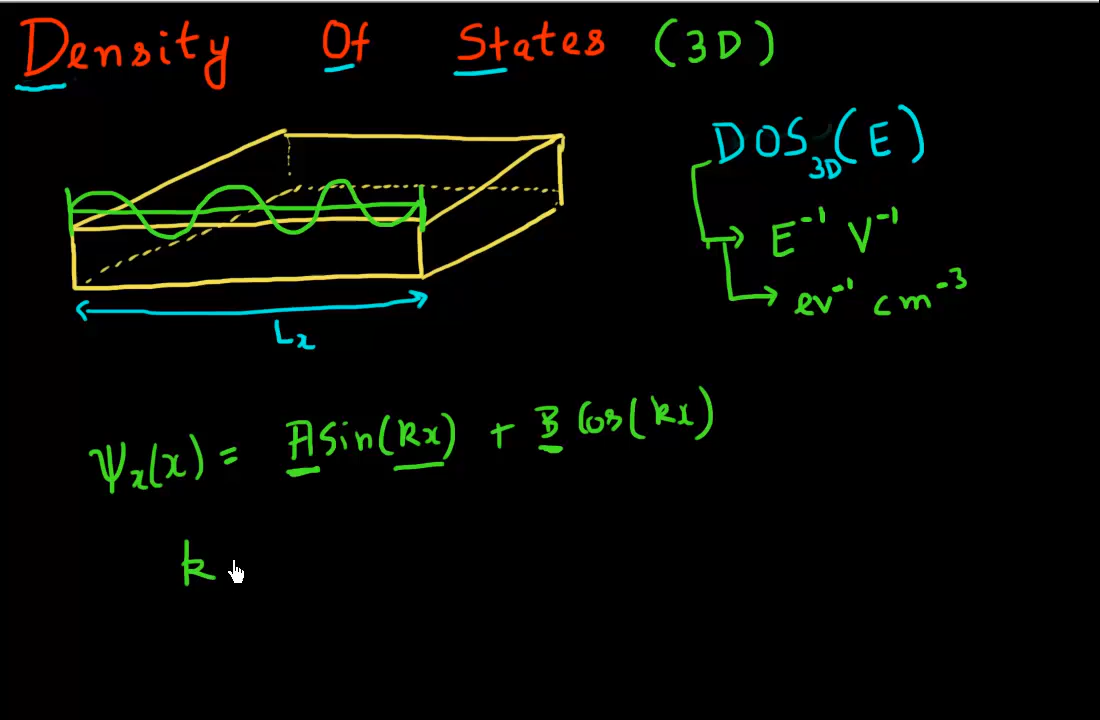 Density Of States (3D)
DOS₃D(E)
E⁻¹ V⁻¹
ev⁻¹ cm⁻³
Lx
ψx(x) = A sin(kx) + B Cos(kx)
k